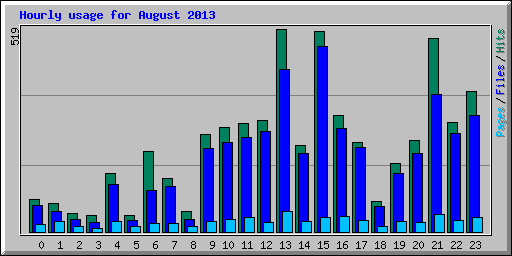 Hourly usage for August 2013
519
Pages / Files / Hits
0 1 2 3 4 5 6 7 8 9 10 11 12 13 14 15 16 17 18 19 20 21 22 23